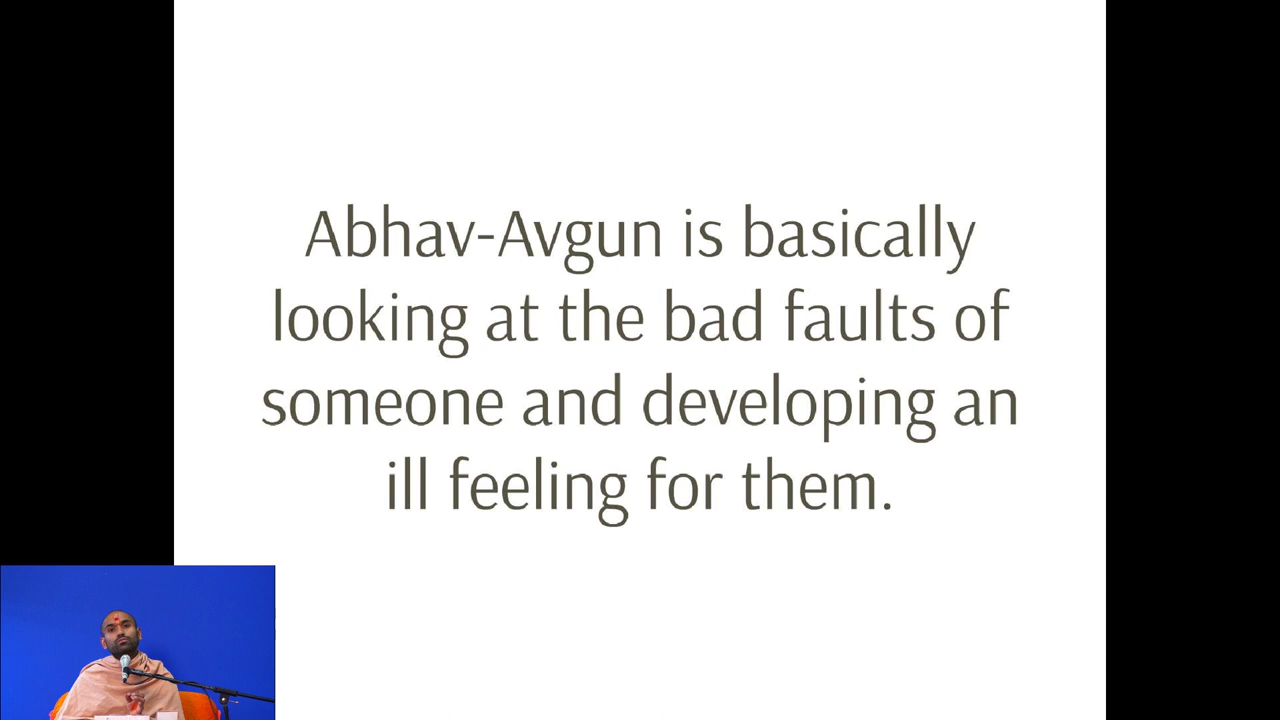 Abhav-Avgun is basically
looking at the bad faults of
someone and developing an
ill feeling for them.